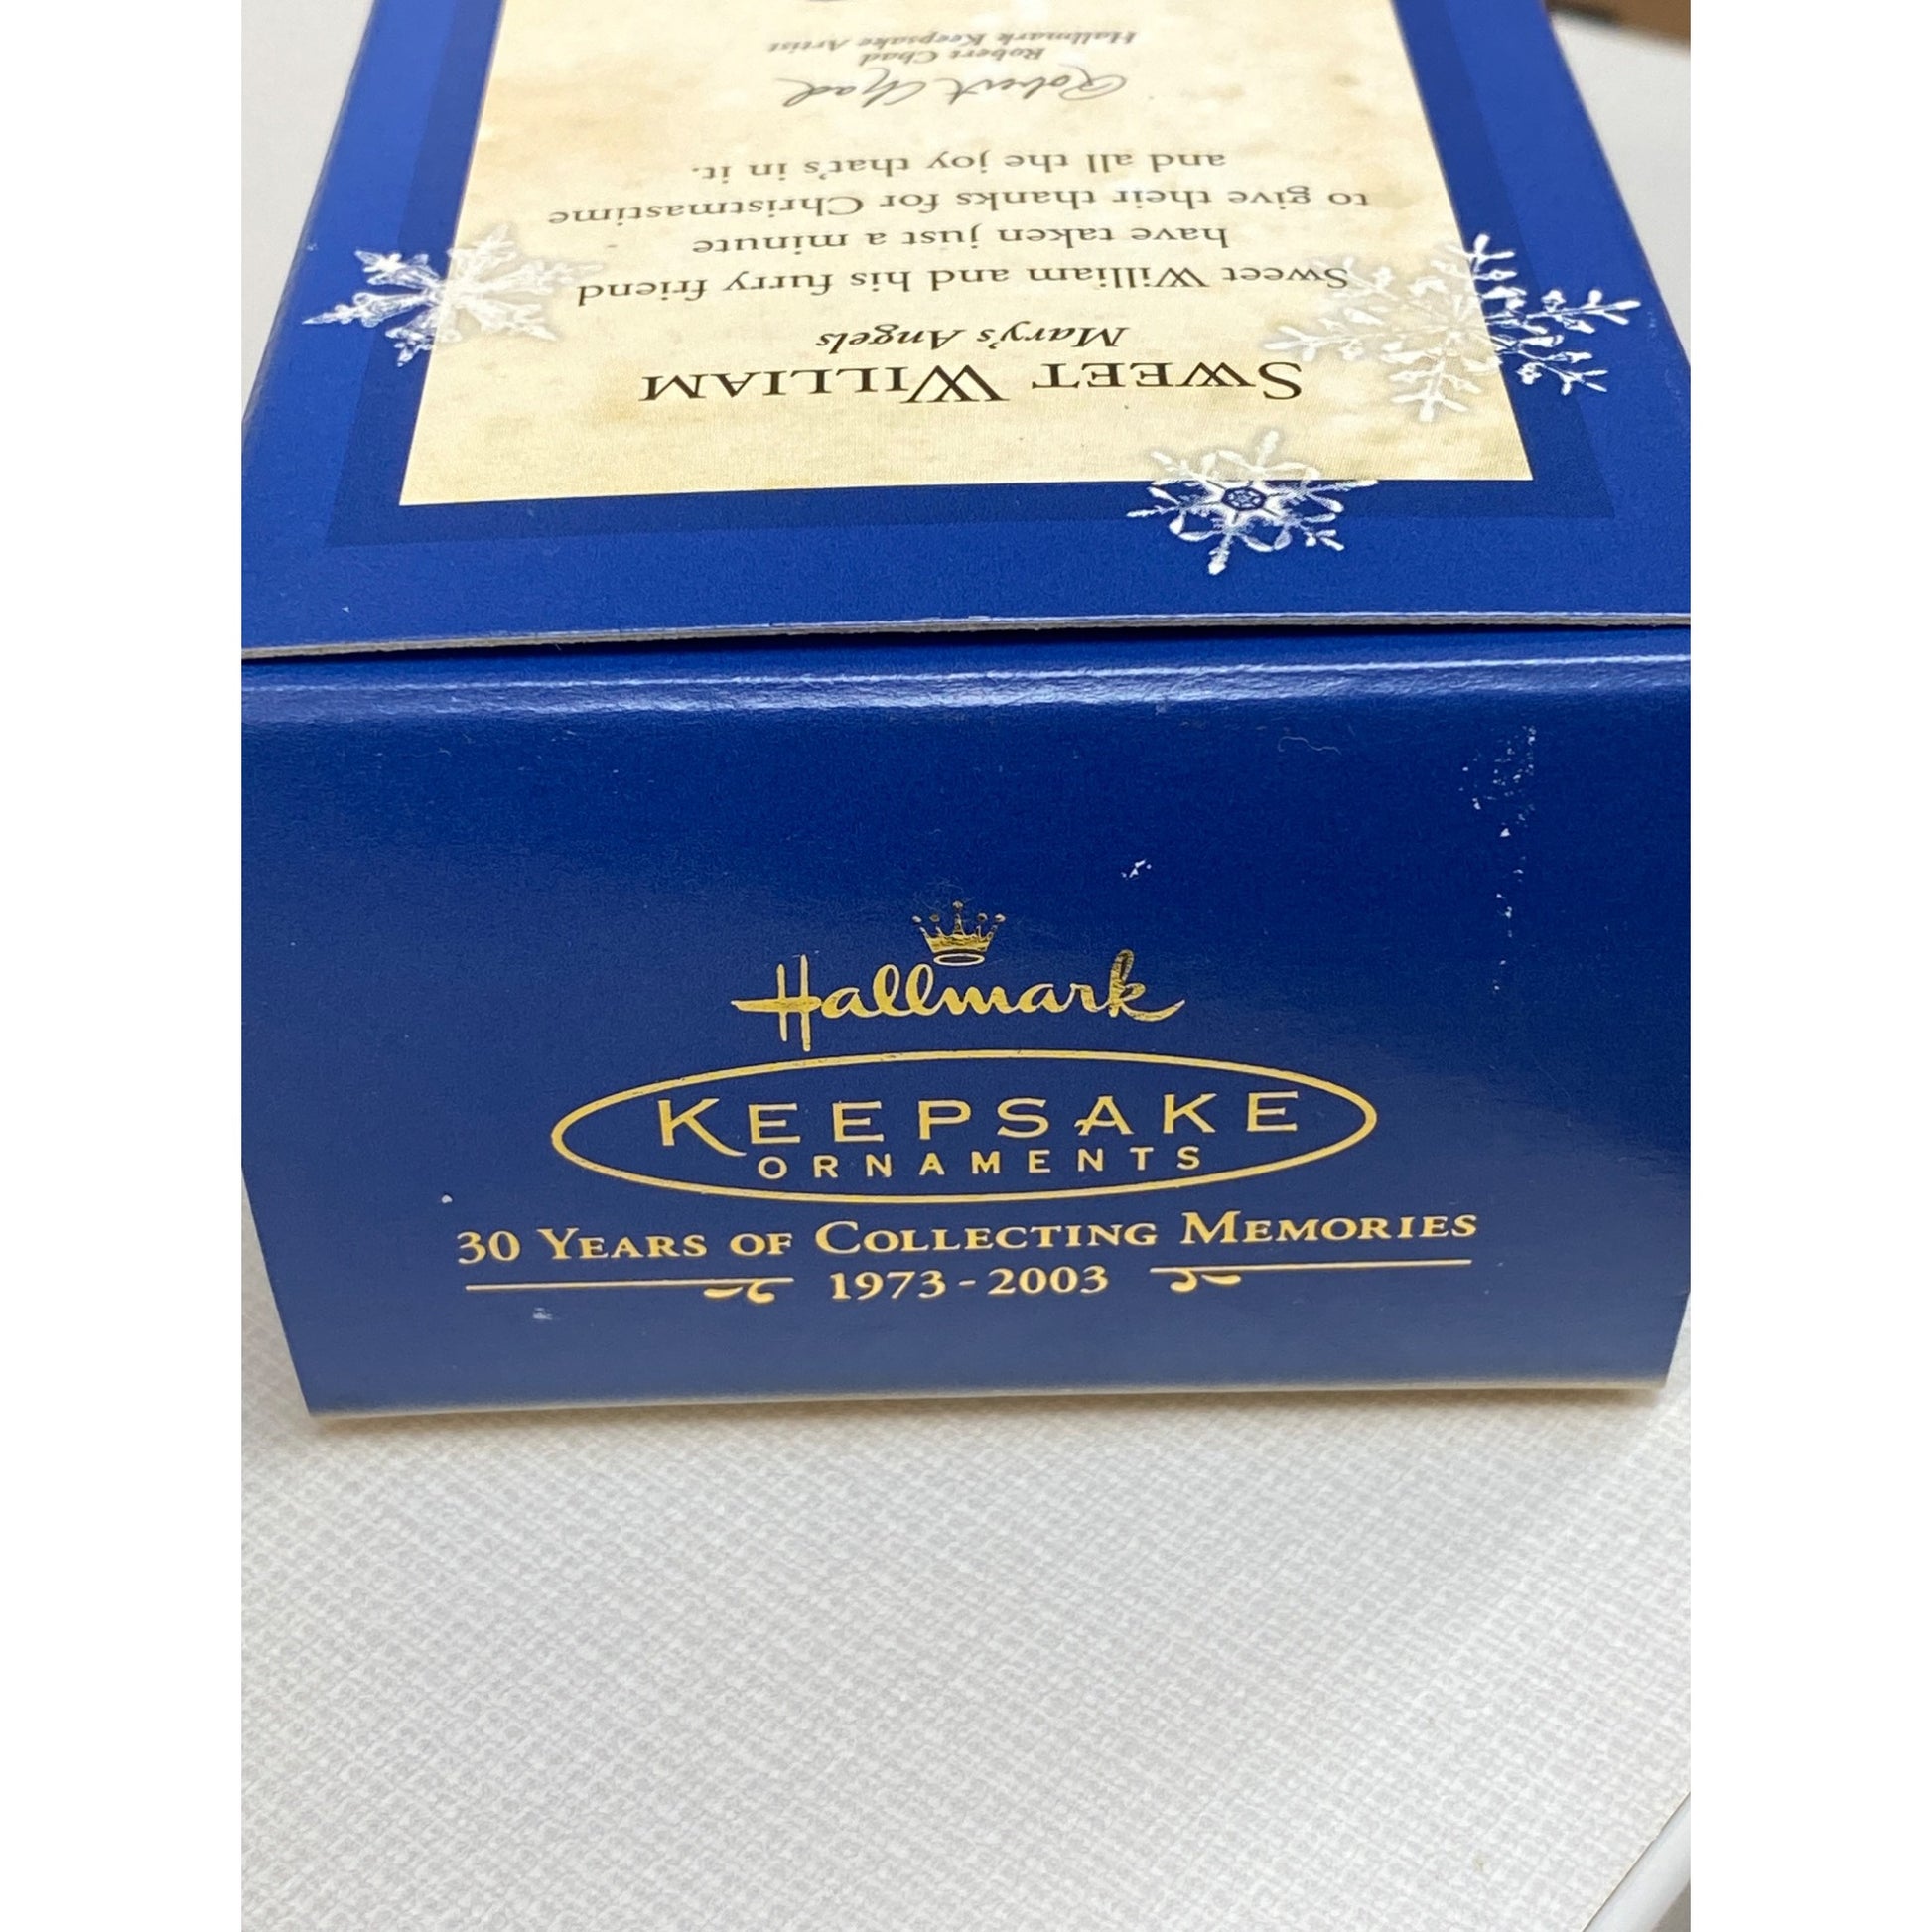 SWEET WILLIAM
Mary's Angels
Sweet William and his furry friend
have taken just a minute
to give their thanks for Christmastime
and all the joy that's in it.
Robert Chad
Robert Chad
Hallmark Keepsake Artist
Hallmark
KEEPSAKE
ORNAMENTS
30 YEARS OF COLLECTING MEMORIES
1973-2003